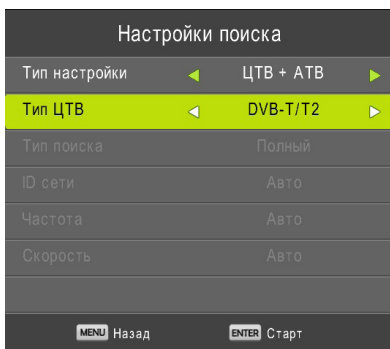 Настройки поиска
Тип настройки ЦТВ + АТВ
Тип ЦТВ DVB-T/T2
Тип поиска Полный
ID сети Авто
Частота Авто
Скорость Авто
MENU Назад ENTER Старт